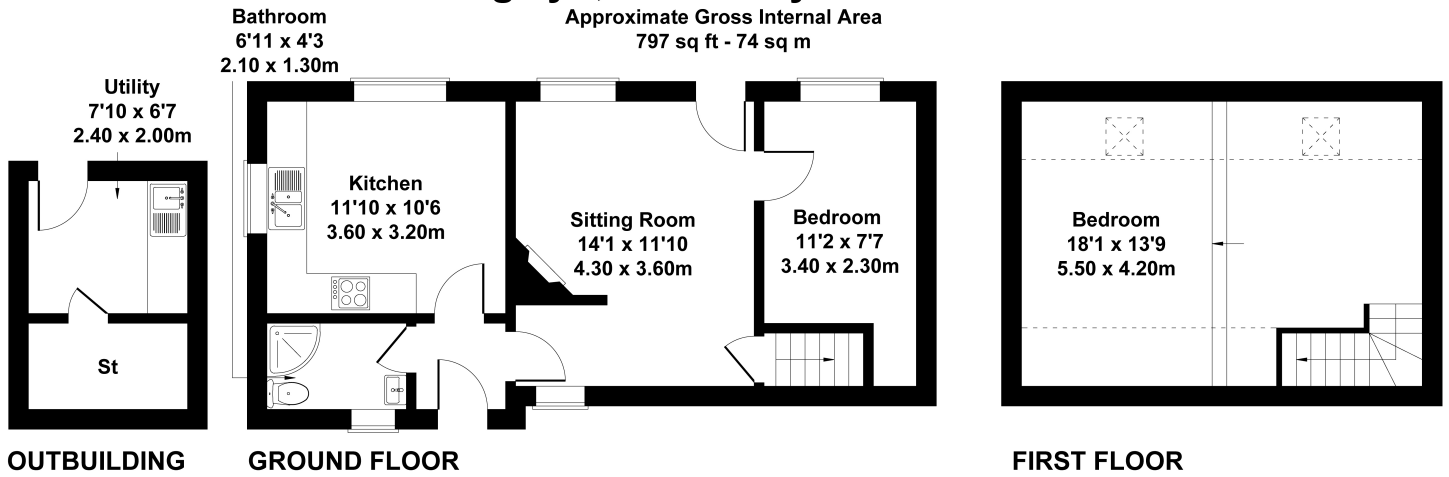 Approximate Gross Internal Area
797 sq ft - 74 sq m
Bathroom
6'11 x 4'3
2.10 x 1.30m
Utility
7'10 x 6'7
2.40 x 2.00m
Kitchen
11'10 x 10'6
3.60 x 3.20m
Sitting Room
14'1 x 11'10
4.30 x 3.60m
Bedroom
11'2 x 7'7
3.40 x 2.30m
Bedroom
18'1 x 13'9
5.50 x 4.20m
St
OUTBUILDING
GROUND FLOOR
FIRST FLOOR